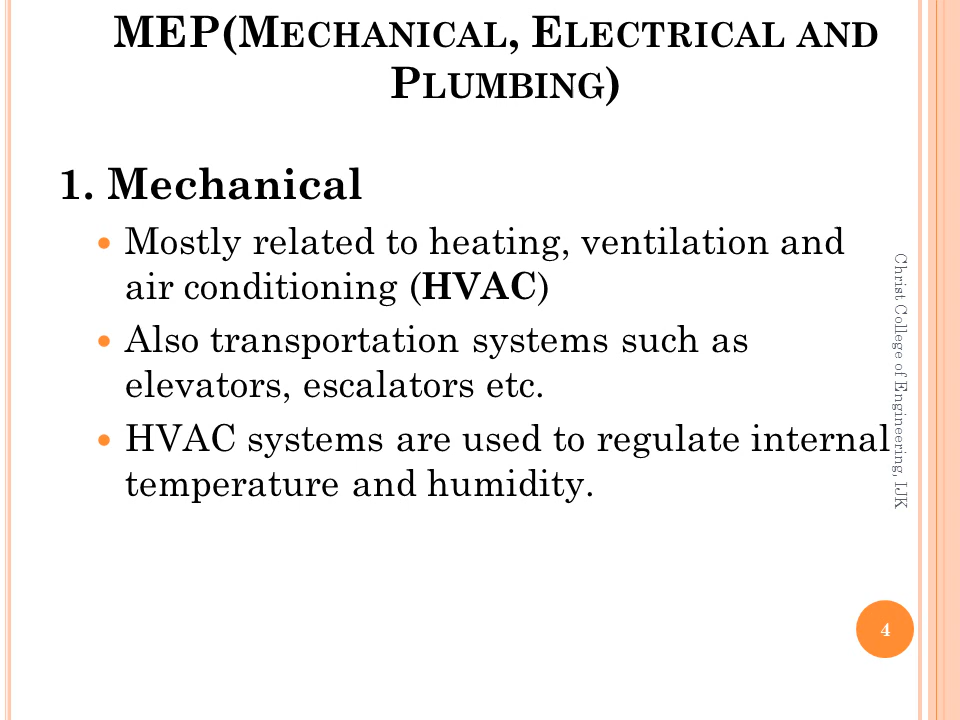 MEP(MECHANICAL, ELECTRICAL AND
PLUMBING)
1. Mechanical
• Mostly related to heating, ventilation and
air conditioning (HVAC)
• Also transportation systems such as
elevators, escalators etc.
• HVAC systems are used to regulate internal
temperature and humidity.
Christ College of Engineering, IJK
4